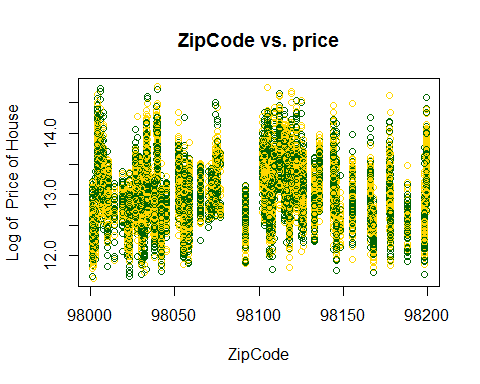 ZipCode vs. price
Log of  Price of House
14.0
13.0
12.0
98000 98050 98100 98150 98200
ZipCode